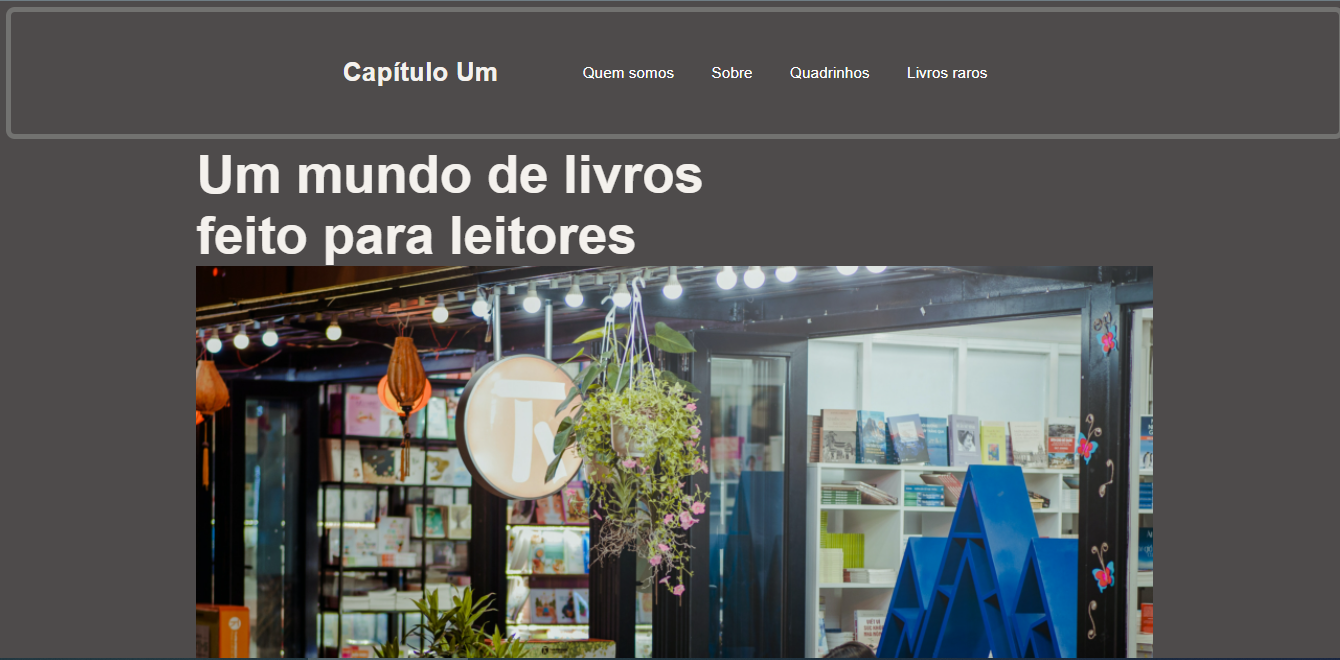 Capítulo Um
Quem somos
Sobre
Quadrinhos
Livros raros
Um mundo de livros
feito para leitores